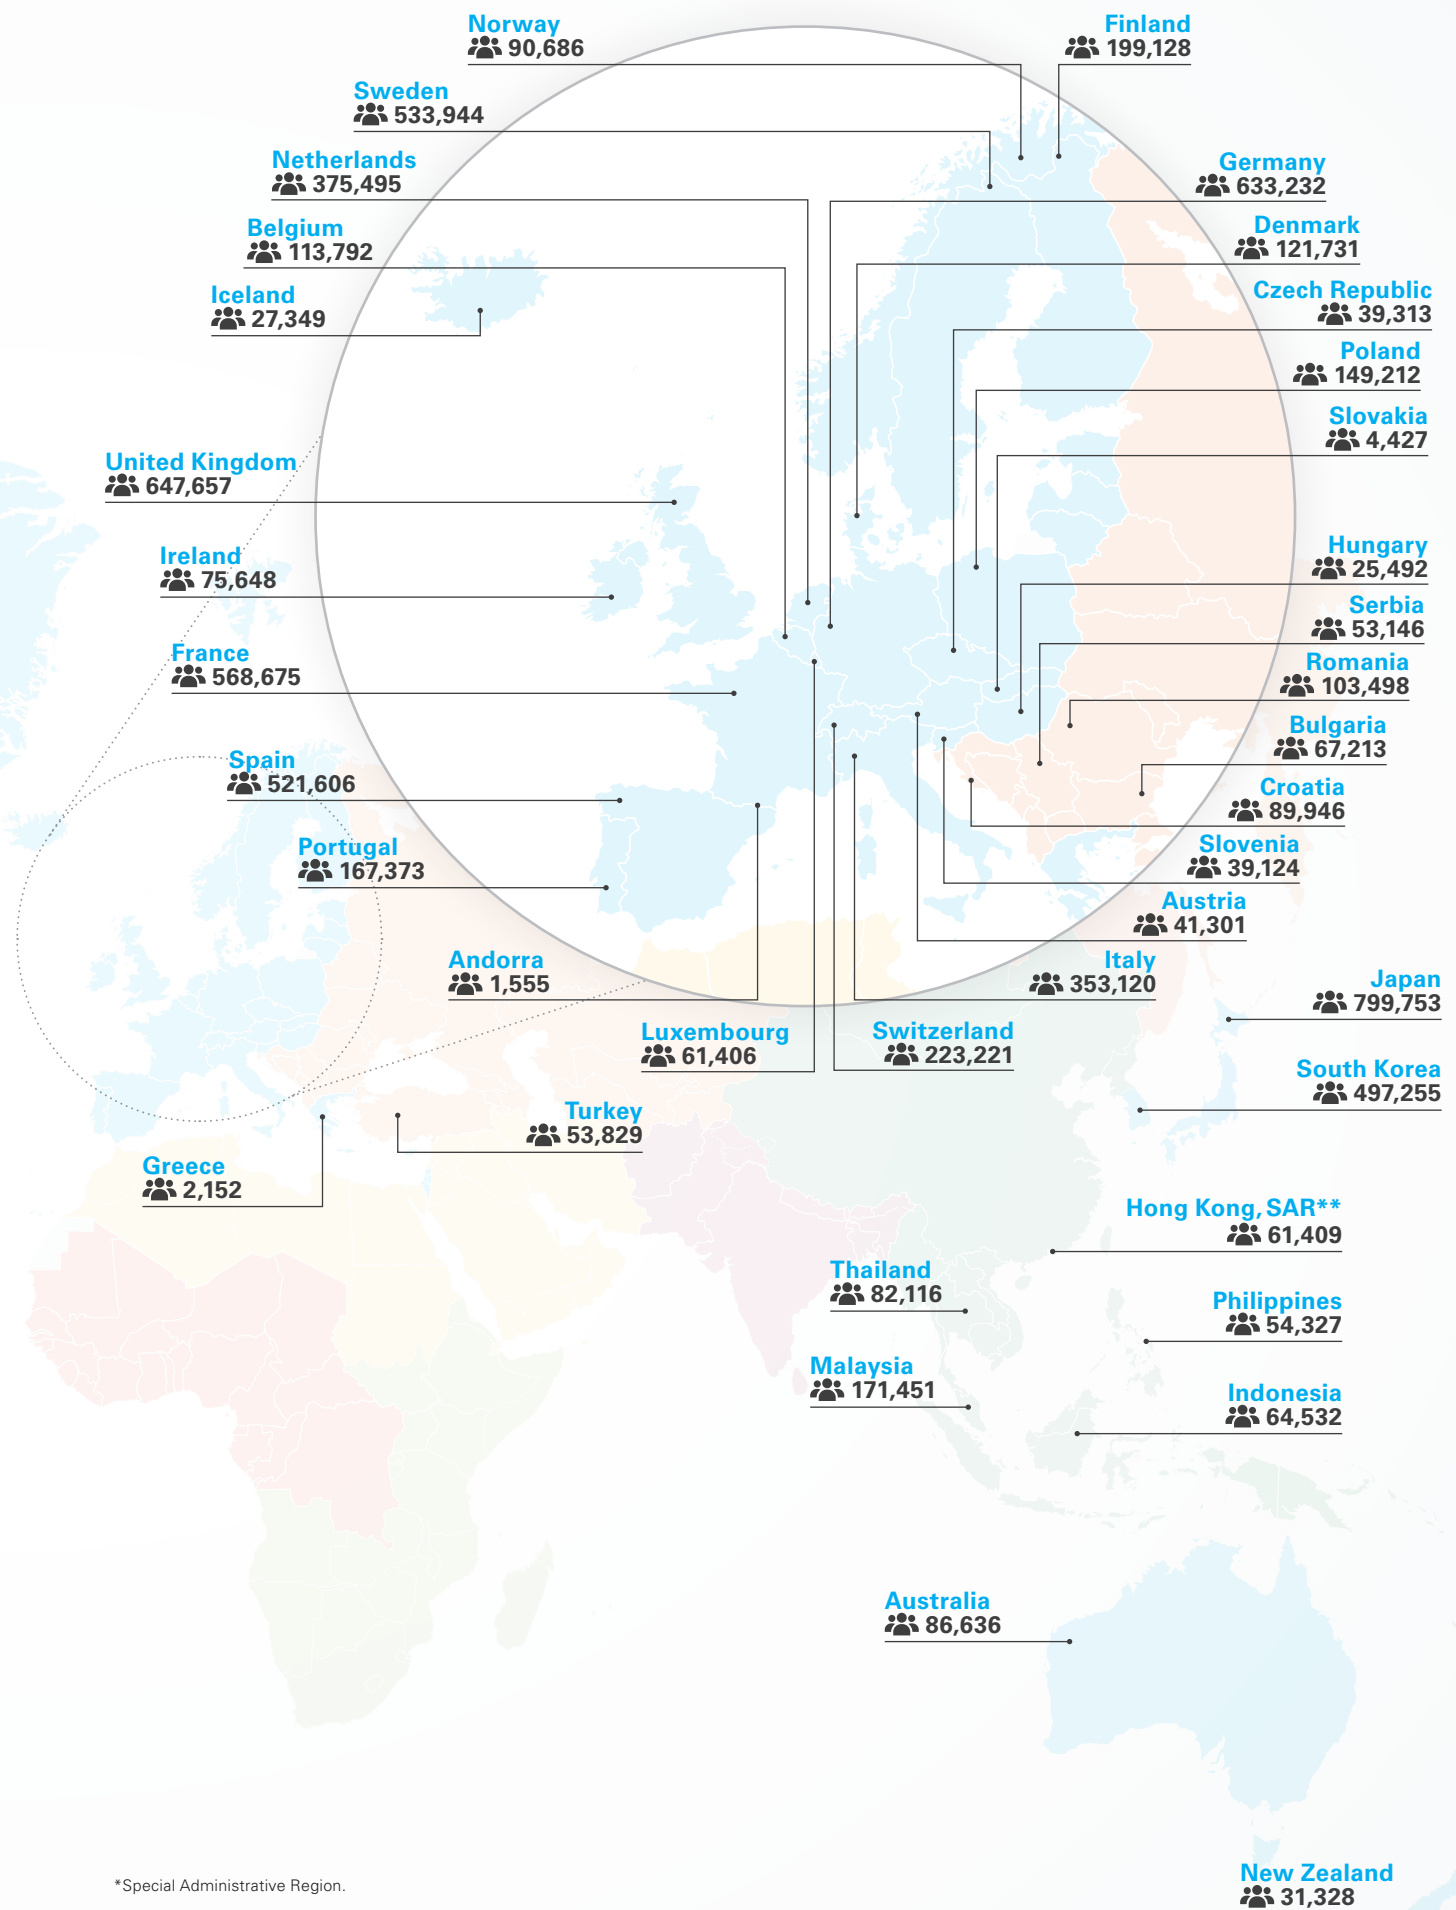 Norway
90,686
Finland
199,128
Sweden
533,944
Netherlands
375,495
Germany
633,232
Belgium
113,792
Denmark
121,731
Iceland
27,349
Czech Republic
39,313
Poland
149,212
Slovakia
4,427
United Kingdom
647,657
Ireland
75,648
Hungary
25,492
Serbia
53,146
France
568,675
Romania
103,498
Bulgaria
67,213
Spain
521,606
Croatia
89,946
Portugal
167,373
Slovenia
39,124
Austria
41,301
Andorra
1,555
Italy
353,120
Japan
799,753
Luxembourg
61,406
Switzerland
223,221
South Korea
497,255
Turkey
53,829
Greece
2,152
Hong Kong, SAR**
61,409
Thailand
82,116
Philippines
54,327
Malaysia
171,451
Indonesia
64,532
Australia
86,636
New Zealand
31,328
*Special Administrative Region.